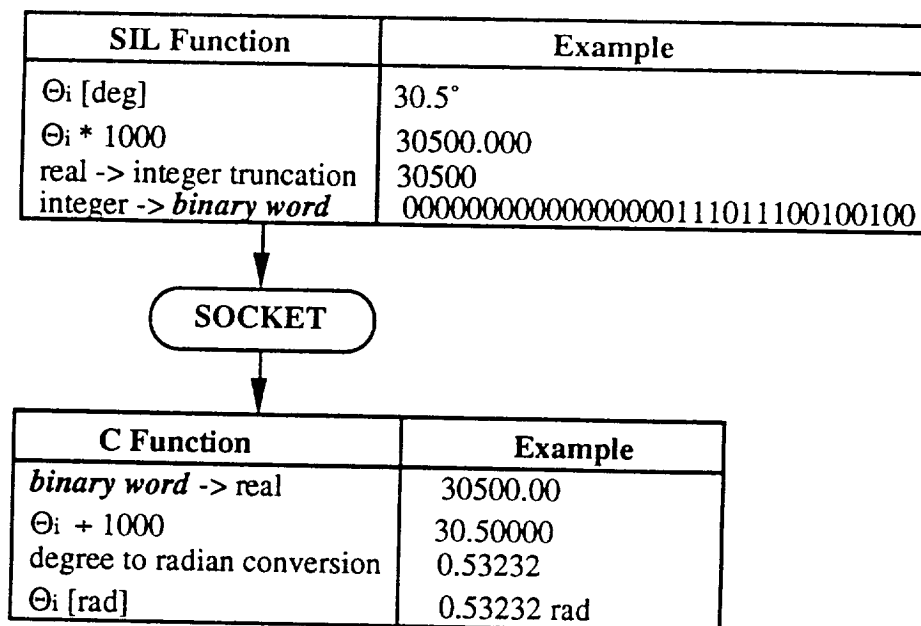 SIL Function Example
Θi [deg] 30.5°
Θi * 1000 30500.000
real -> integer truncation 30500
integer -> binary word 00000000000000000111011100100100
SOCKET
C Function Example
binary word -> real 30500.00
Θi ÷ 1000 30.50000
degree to radian conversion 0.53232
Θi [rad] 0.53232 rad